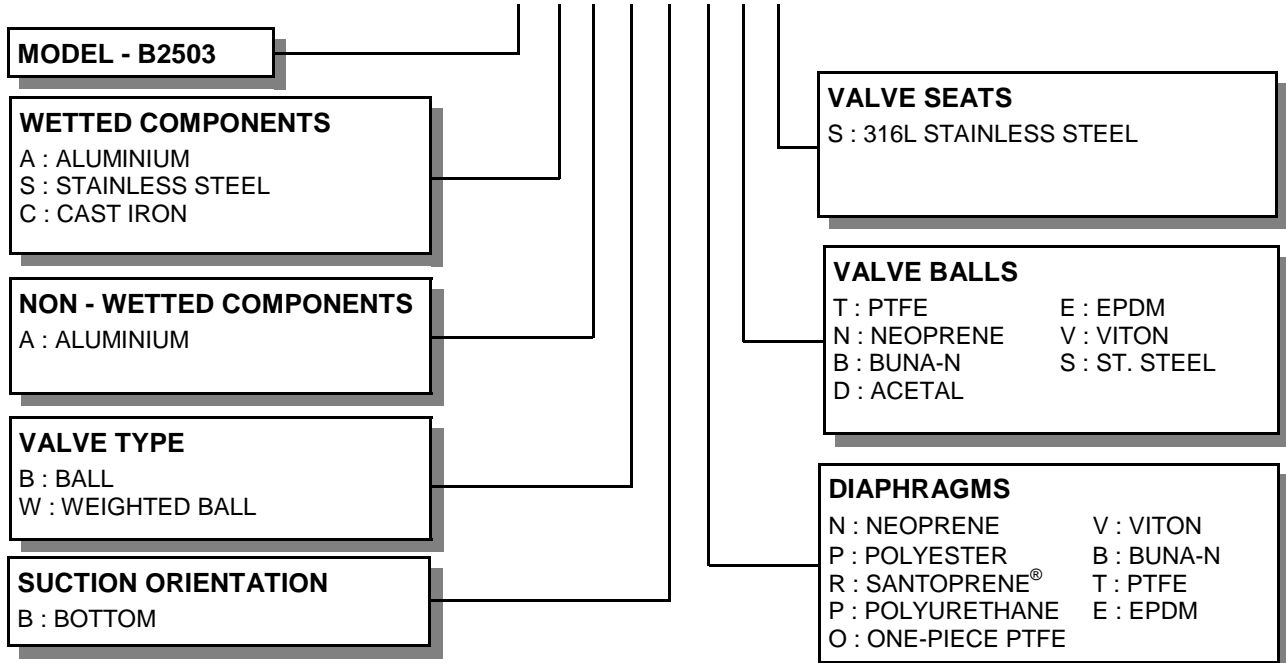 MODEL - B2503
WETTED COMPONENTS
A : ALUMINIUM
S : STAINLESS STEEL
C : CAST IRON
NON - WETTED COMPONENTS
A : ALUMINIUM
VALVE TYPE
B : BALL
W : WEIGHTED BALL
SUCTION ORIENTATION
B : BOTTOM
VALVE SEATS
S : 316L STAINLESS STEEL
VALVE BALLS
T : PTFE E : EPDM
N : NEOPRENE V : VITON
B : BUNA-N S : ST. STEEL
D : ACETAL
DIAPHRAGMS
N : NEOPRENE V : VITON
P : POLYESTER B : BUNA-N
R : SANTOPRENE® T : PTFE
P : POLYURETHANE E : EPDM
O : ONE-PIECE PTFE